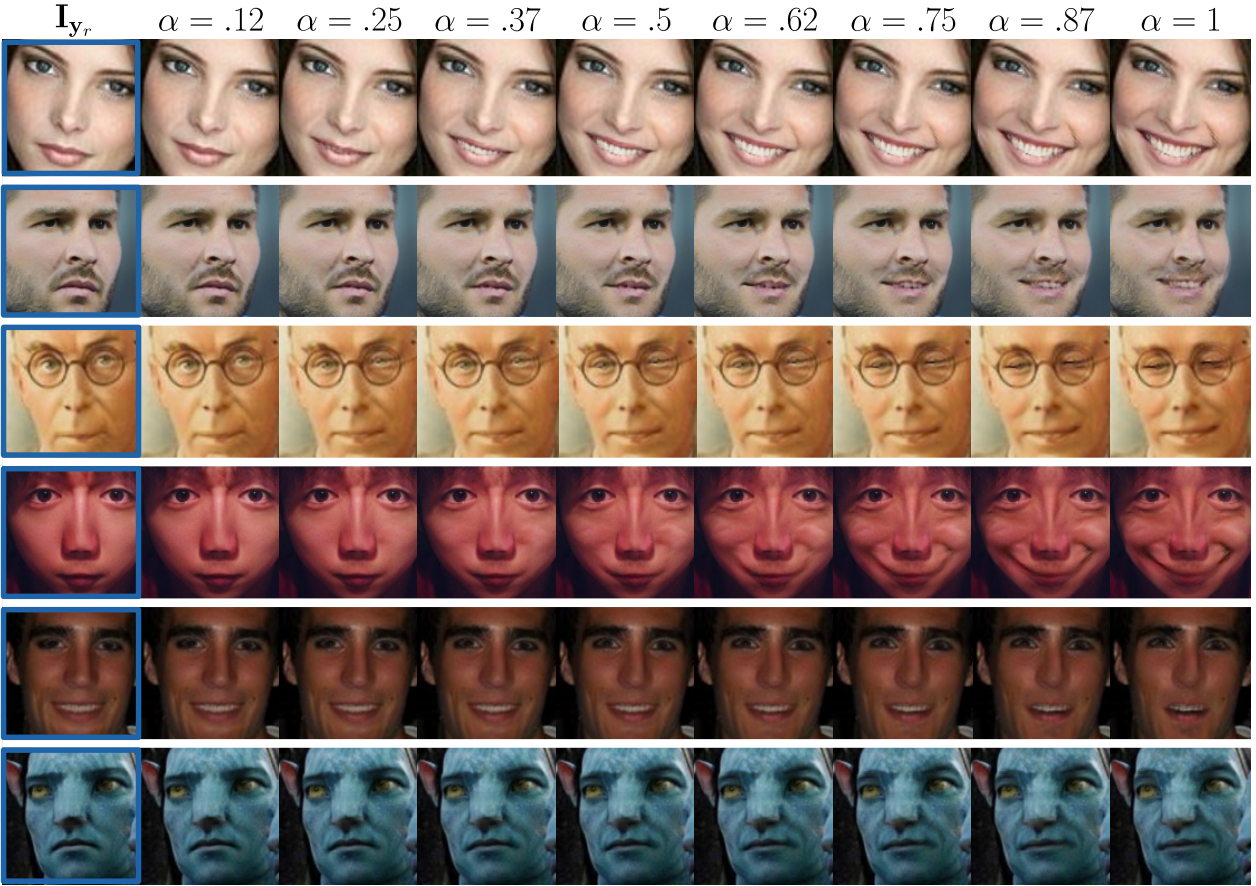 I_{y_r} α = .12 α = .25 α = .37 α = .5 α = .62 α = .75 α = .87 α = 1